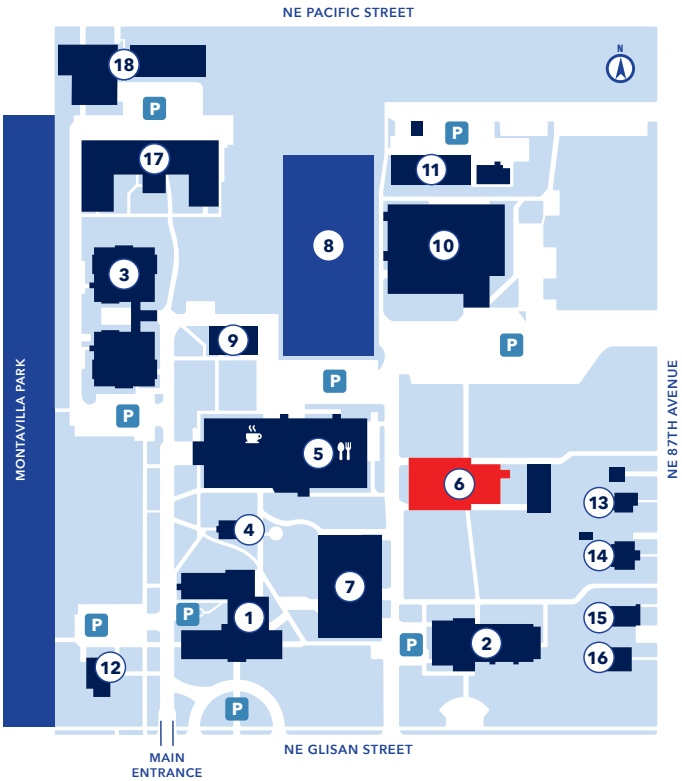 NE PACIFIC STREET
N
18
P
P
17
11
8
10
3
9
P
P
P
MONTAVILLA PARK
NE 87TH AVENUE
5
6
13
4
14
7
P
P
1
15
2
P
16
12
P
NE GLISAN STREET
MAIN
ENTRANCE